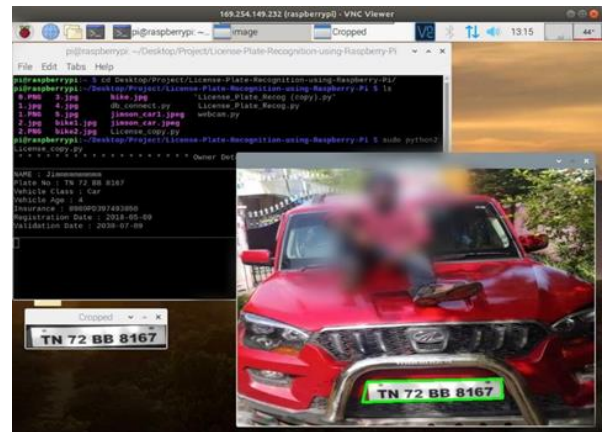 169.254.149.232 (raspberrypi) - VNC Viewer
pi@raspberrypi: ~... image Cropped 13:15 44°
pi@raspberrypi: ~/Desktop/Project/License-Plate-Recognition-using-Raspberry-Pi
File Edit Tabs Help
pi@raspberrypi:~ $ cd Desktop/Project/License-Plate-Recognition-using-Raspberry-Pi/
pi@raspberrypi:~/Desktop/Project/License-Plate-Recognition-using-Raspberry-Pi $ ls
0.PNG 3.jpg bike.jpg 'License_Plate_Recog (copy).py'
1.jpg 4.jpg db_connect.py License_Plate_Recog.py
1.PNG 5.jpg jimson_car1.jpeg webcam.py
2.jpg bike1.jpg jimson_car.jpeg
2.PNG bike2.jpg License_copy.py
pi@raspberrypi:~/Desktop/Project/License-Plate-Recognition-using-Raspberry-Pi $ sudo python2
License_copy.py
* * * * * * * * * * * * * * * * * * Owner Det
NAME :
Plate No : TN 72 BB 8167
Vehicle Class : Car
Vehicle Age : 4
Registration Date : 2018-05-09
Validation Date : 2030-07-09
Cropped
TN 72 BB 8167
TN 72 BB 8167